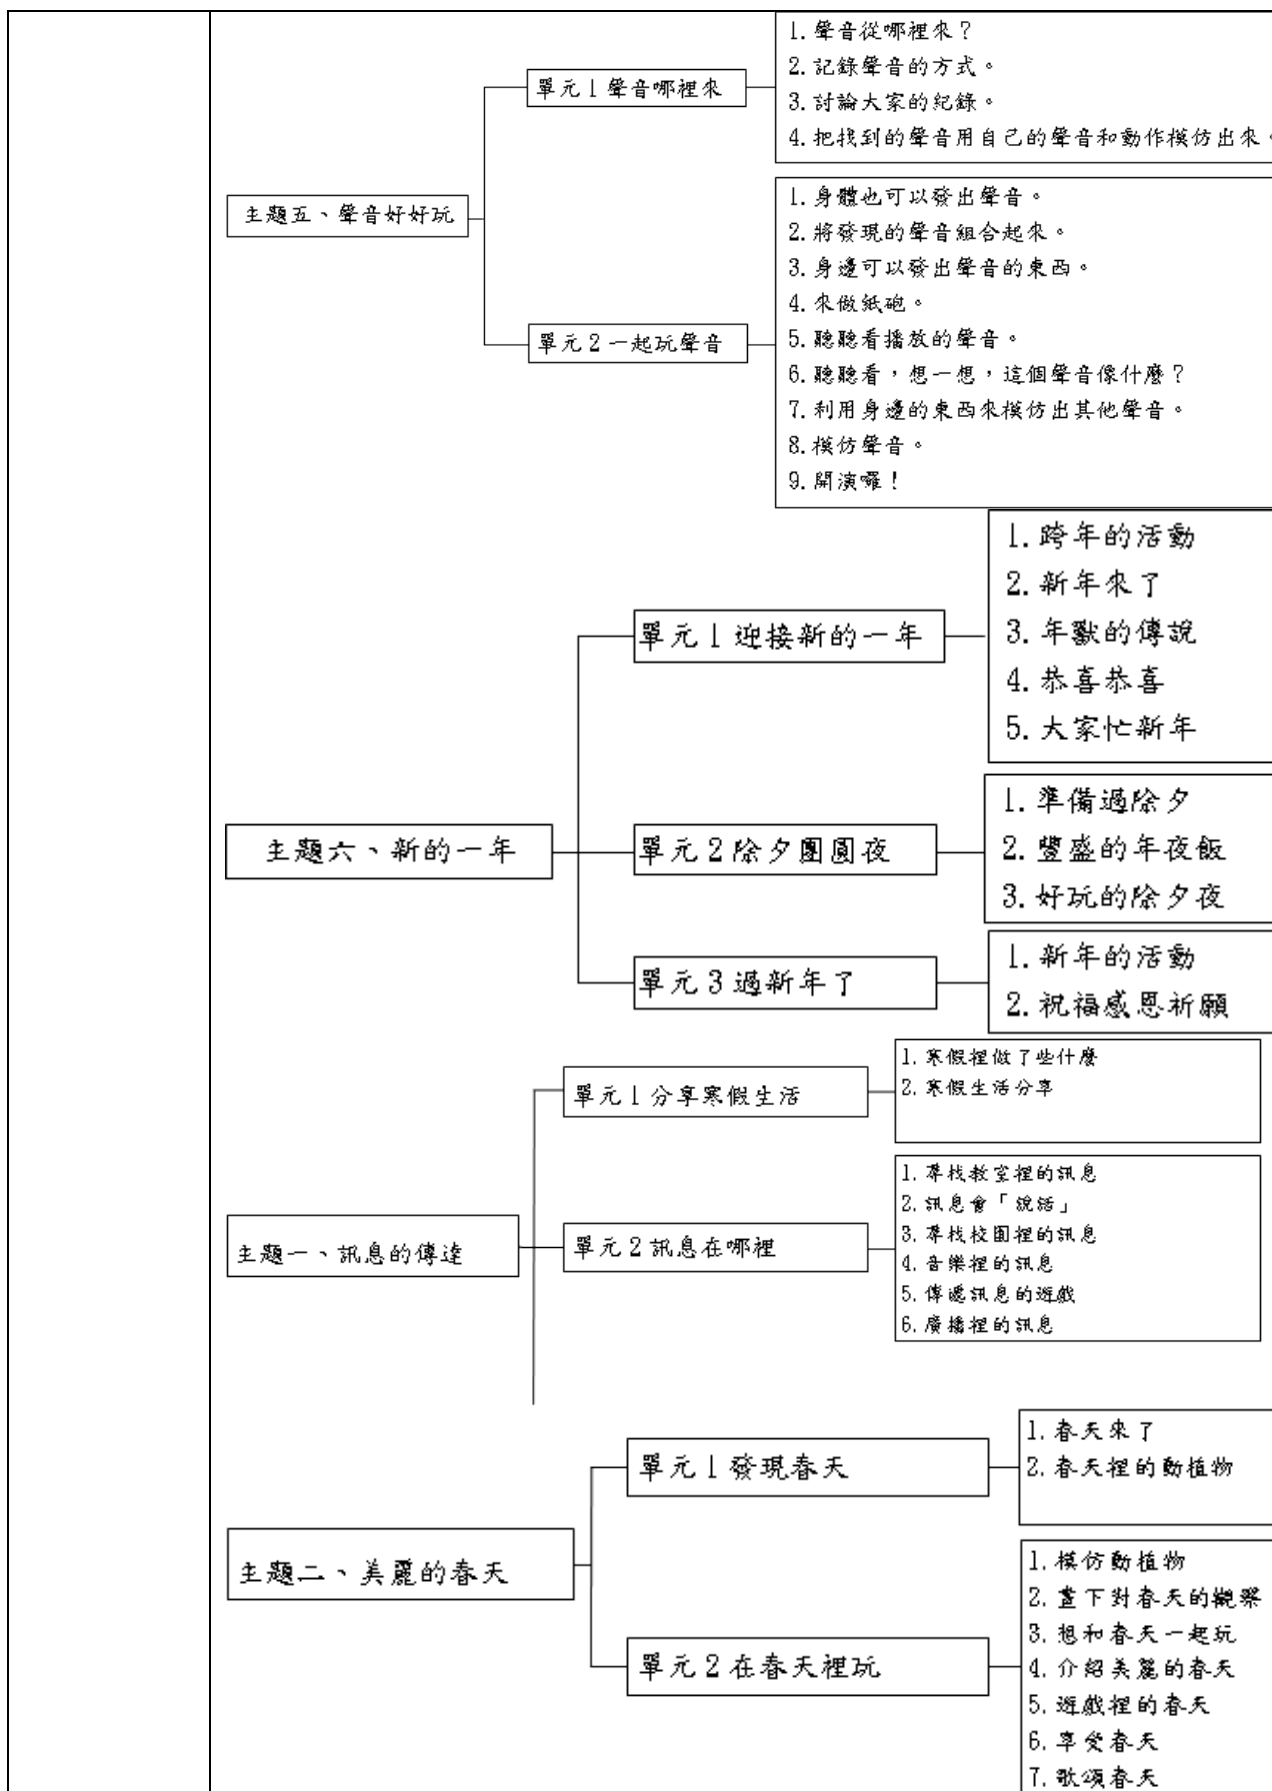 主題五、聲音好好玩
單元1聲音哪裡來
1.聲音從哪裡來？
2.記錄聲音的方式。
3.討論大家的紀錄。
4.把找到的聲音用自己的聲音和動作模仿出來。
單元2一起玩聲音
1.身體也可以發出聲音。
2.將發現的聲音組合起來。
3.身邊可以發出聲音的東西。
4.來做紙砲。
5.聽聽看播放的聲音。
6.聽聽看，想一想，這個聲音像什麼？
7.利用身邊的東西來模仿出其他聲音。
8.模仿聲音。
9.開演囉！
主題六、新的一年
單元1迎接新的一年
1.跨年的活動
2.新年來了
3.年獸的傳說
4.恭喜恭喜
5.大家忙新年
單元2除夕團圓夜
1.準備過除夕
2.豐盛的年夜飯
3.好玩的除夕夜
單元3過新年了
1.新年的活動
2.祝福感恩祈願
主題一、訊息的傳達
單元1分享寒假生活
1.寒假裡做了些什麼
2.寒假生活分享
單元2訊息在哪裡
1.尋找教室裡的訊息
2.訊息會「說話」
3.尋找校園裡的訊息
4.音樂裡的訊息
5.傳遞訊息的遊戲
6.廣播裡的訊息
主題二、美麗的春天
單元1發現春天
1.春天來了
2.春天裡的動植物
單元2在春天裡玩
1.模仿動植物
2.畫下對春天的觀察
3.想和春天一起玩
4.介紹美麗的春天
5.遊戲裡的春天
6.享受春天
7.歌頌春天